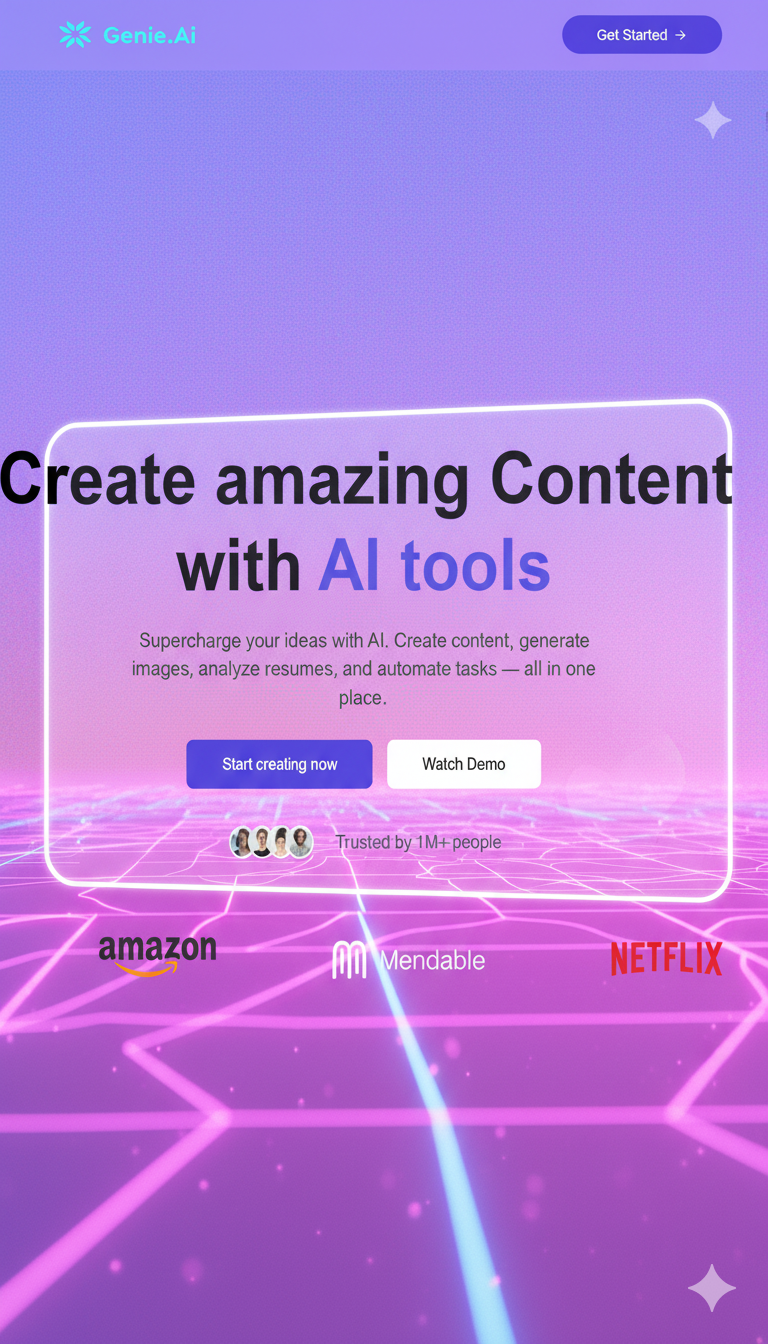 Genie.Ai
Get Started →
Create amazing Content
with AI tools
Supercharge your ideas with AI. Create content, generate
images, analyze resumes, and automate tasks — all in one
place.
Start creating now
Watch Demo
Trusted by 1M+ people
amazon
Mendable
NETFLIX